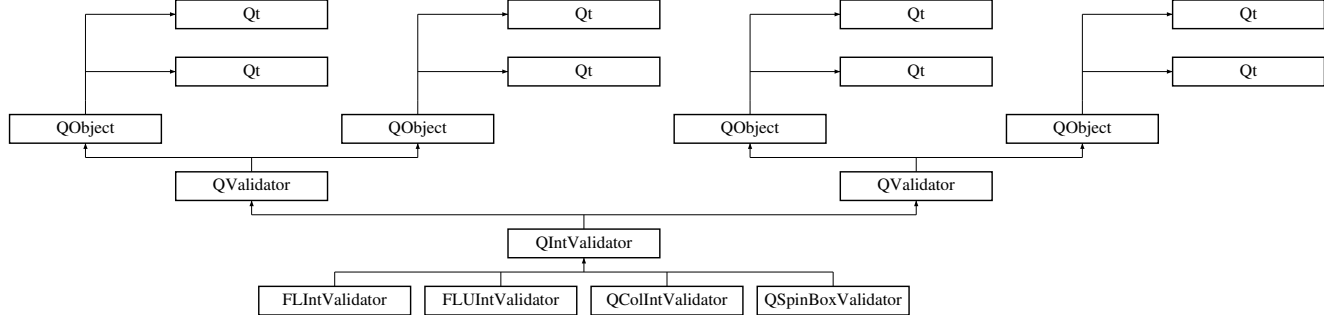 Qt Qt Qt Qt
Qt Qt Qt Qt
QObject QObject QObject QObject
QValidator QValidator
QIntValidator
FLIntValidator FLUIntValidator QColIntValidator QSpinBoxValidator